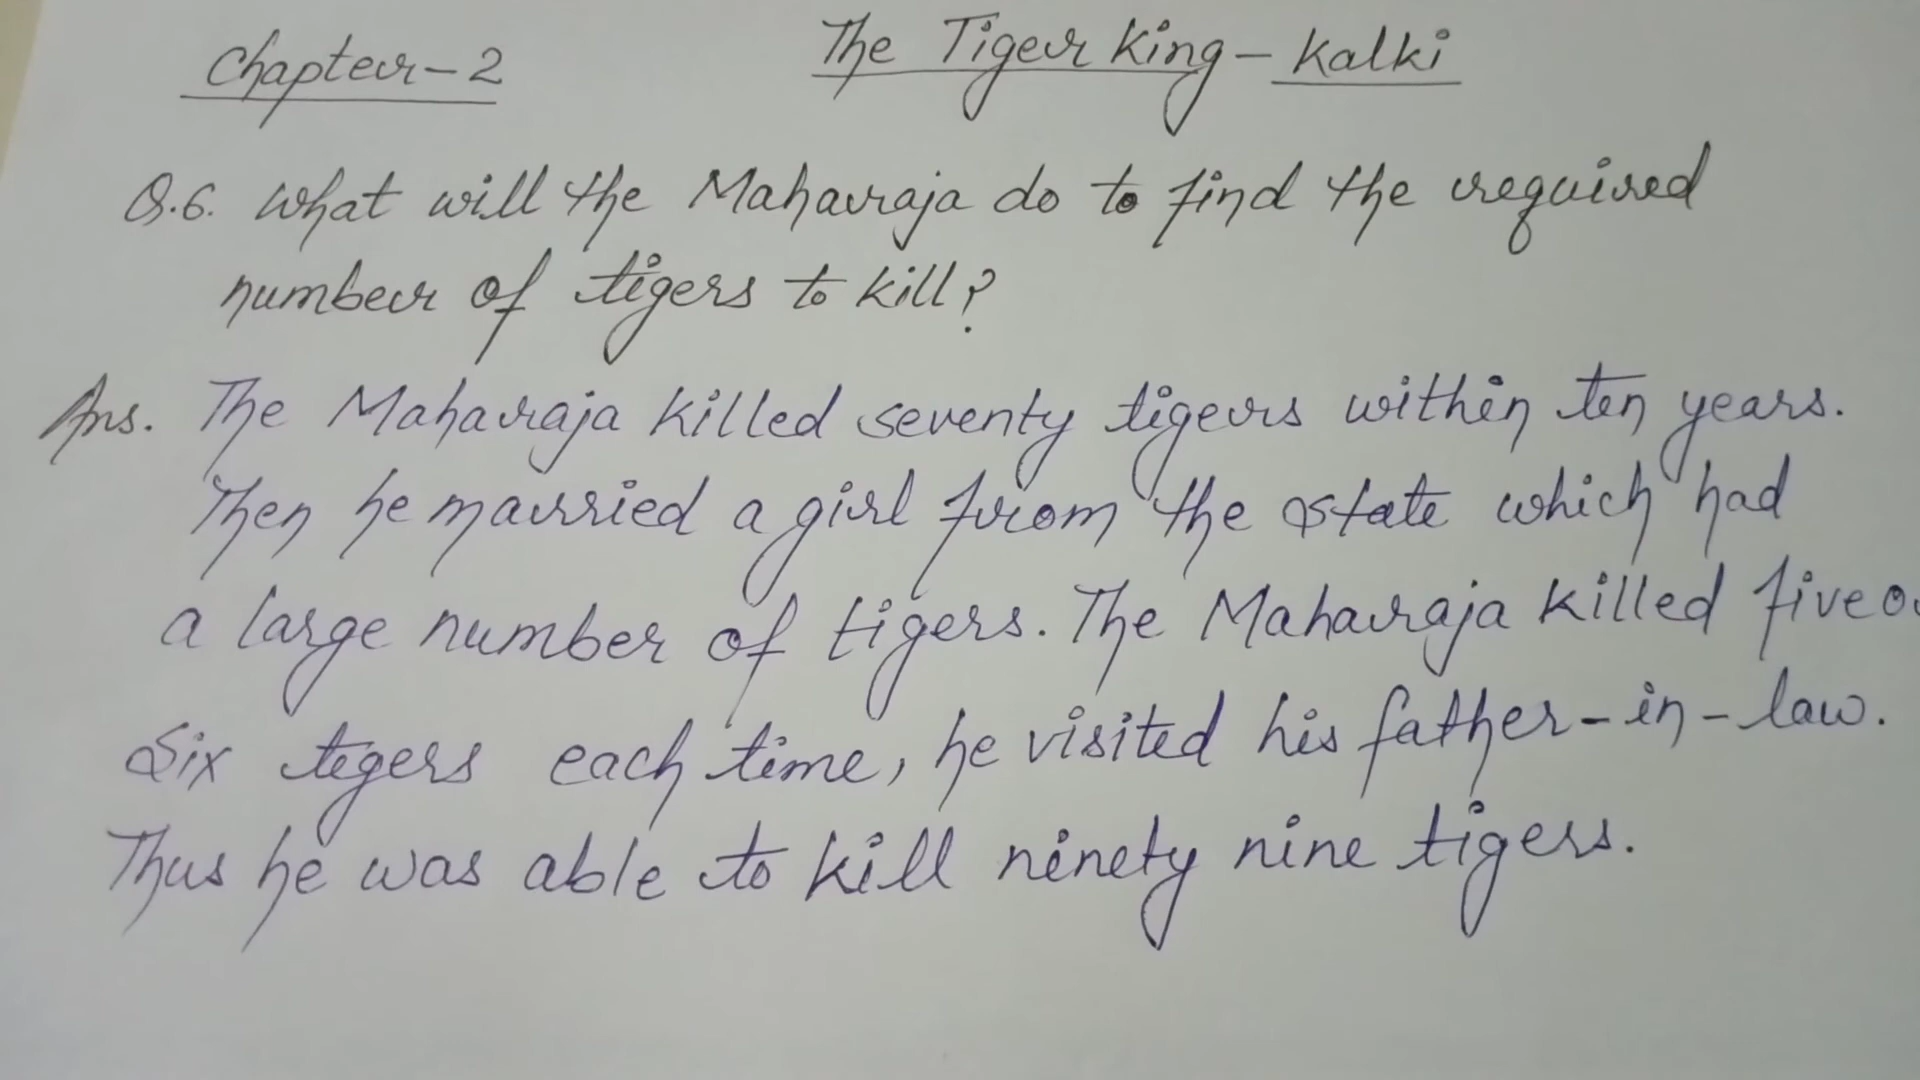 Chapter-2 The Tiger King - Kalki
Q.6. What will the Maharaja do to find the required
number of tigers to kill?
Ans. The Maharaja killed seventy tigers within ten years.
Then he married a girl from the state which had
a large number of tigers. The Maharaja killed five o
Six tigers each time, he visited his father-in-law.
Thus he was able to kill ninety nine tigers.